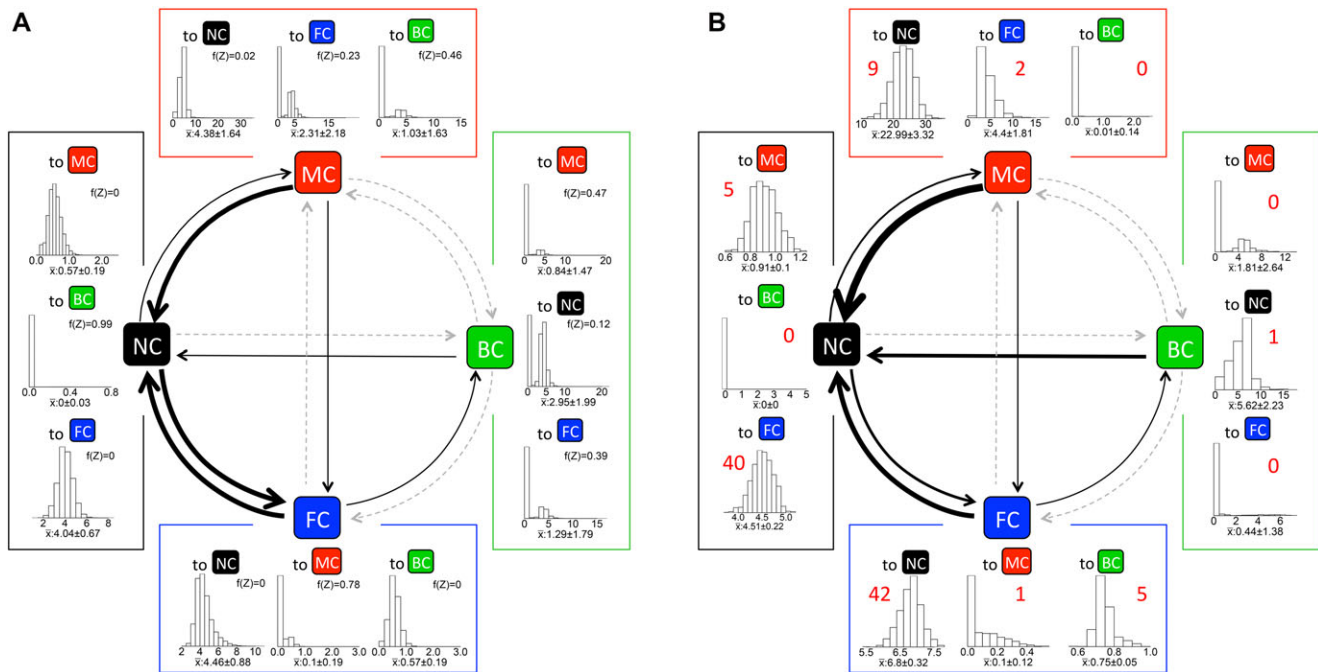 A
to NC
f(Z)=0.02
0 10 20 30
x̄:4.38±1.64
to FC
f(Z)=0.23
0 5 15
x̄:2.31±2.18
to BC
f(Z)=0.46
0 5 15
x̄:1.03±1.63
to MC
f(Z)=0
0.0 1.0 2.0
x̄:0.57±0.19
to BC
f(Z)=0.99
0.0 0.4 0.8
x̄:0±0.03
to FC
f(Z)=0
2 4 6 8
x̄:4.04±0.67
MC
NC
BC
FC
to MC
f(Z)=0.47
0 5 20
x̄:0.84±1.47
to NC
f(Z)=0.12
0 5 10 20
x̄:2.95±1.99
to FC
f(Z)=0.39
0 5 10 15
x̄:1.29±1.79
to NC
f(Z)=0
2 4 6 8 10
x̄:4.46±0.88
to MC
f(Z)=0.78
0.0 1.0 2.0 3.0
x̄:0.1±0.19
to BC
f(Z)=0
0.0 1.0 2.0 3.0
x̄:0.57±0.19
B
to NC
9
10 20 30
x̄:22.99±3.32
to FC
2
0 5 10 15
x̄:4.4±1.81
to BC
0
0.0 1.0 2.0
x̄:0.01±0.14
to MC
5
0.6 0.8 1.0 1.2
x̄:0.91±0.1
to BC
0
0 1 2 3 4 5
x̄:0±0
to FC
40
4.0 4.5 5.0
x̄:4.51±0.22
MC
NC
BC
FC
to MC
0
0 4 8 12
x̄:1.81±2.64
to NC
1
0 5 10 15
x̄:5.62±2.23
to FC
0
0 2 4 6
x̄:0.44±1.38
to NC
42
5.5 6.5 7.5
x̄:6.8±0.32
to MC
1
0.0 0.2 0.4
x̄:0.1±0.12
to BC
5
0.6 0.8 1.0
x̄:0.75±0.05